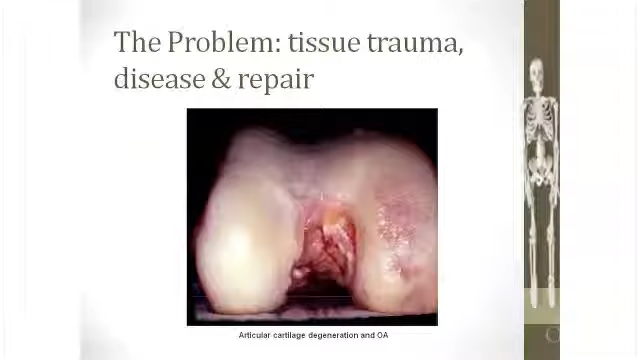 The Problem: tissue trauma,
disease & repair
Articular cartilage degeneration and OA